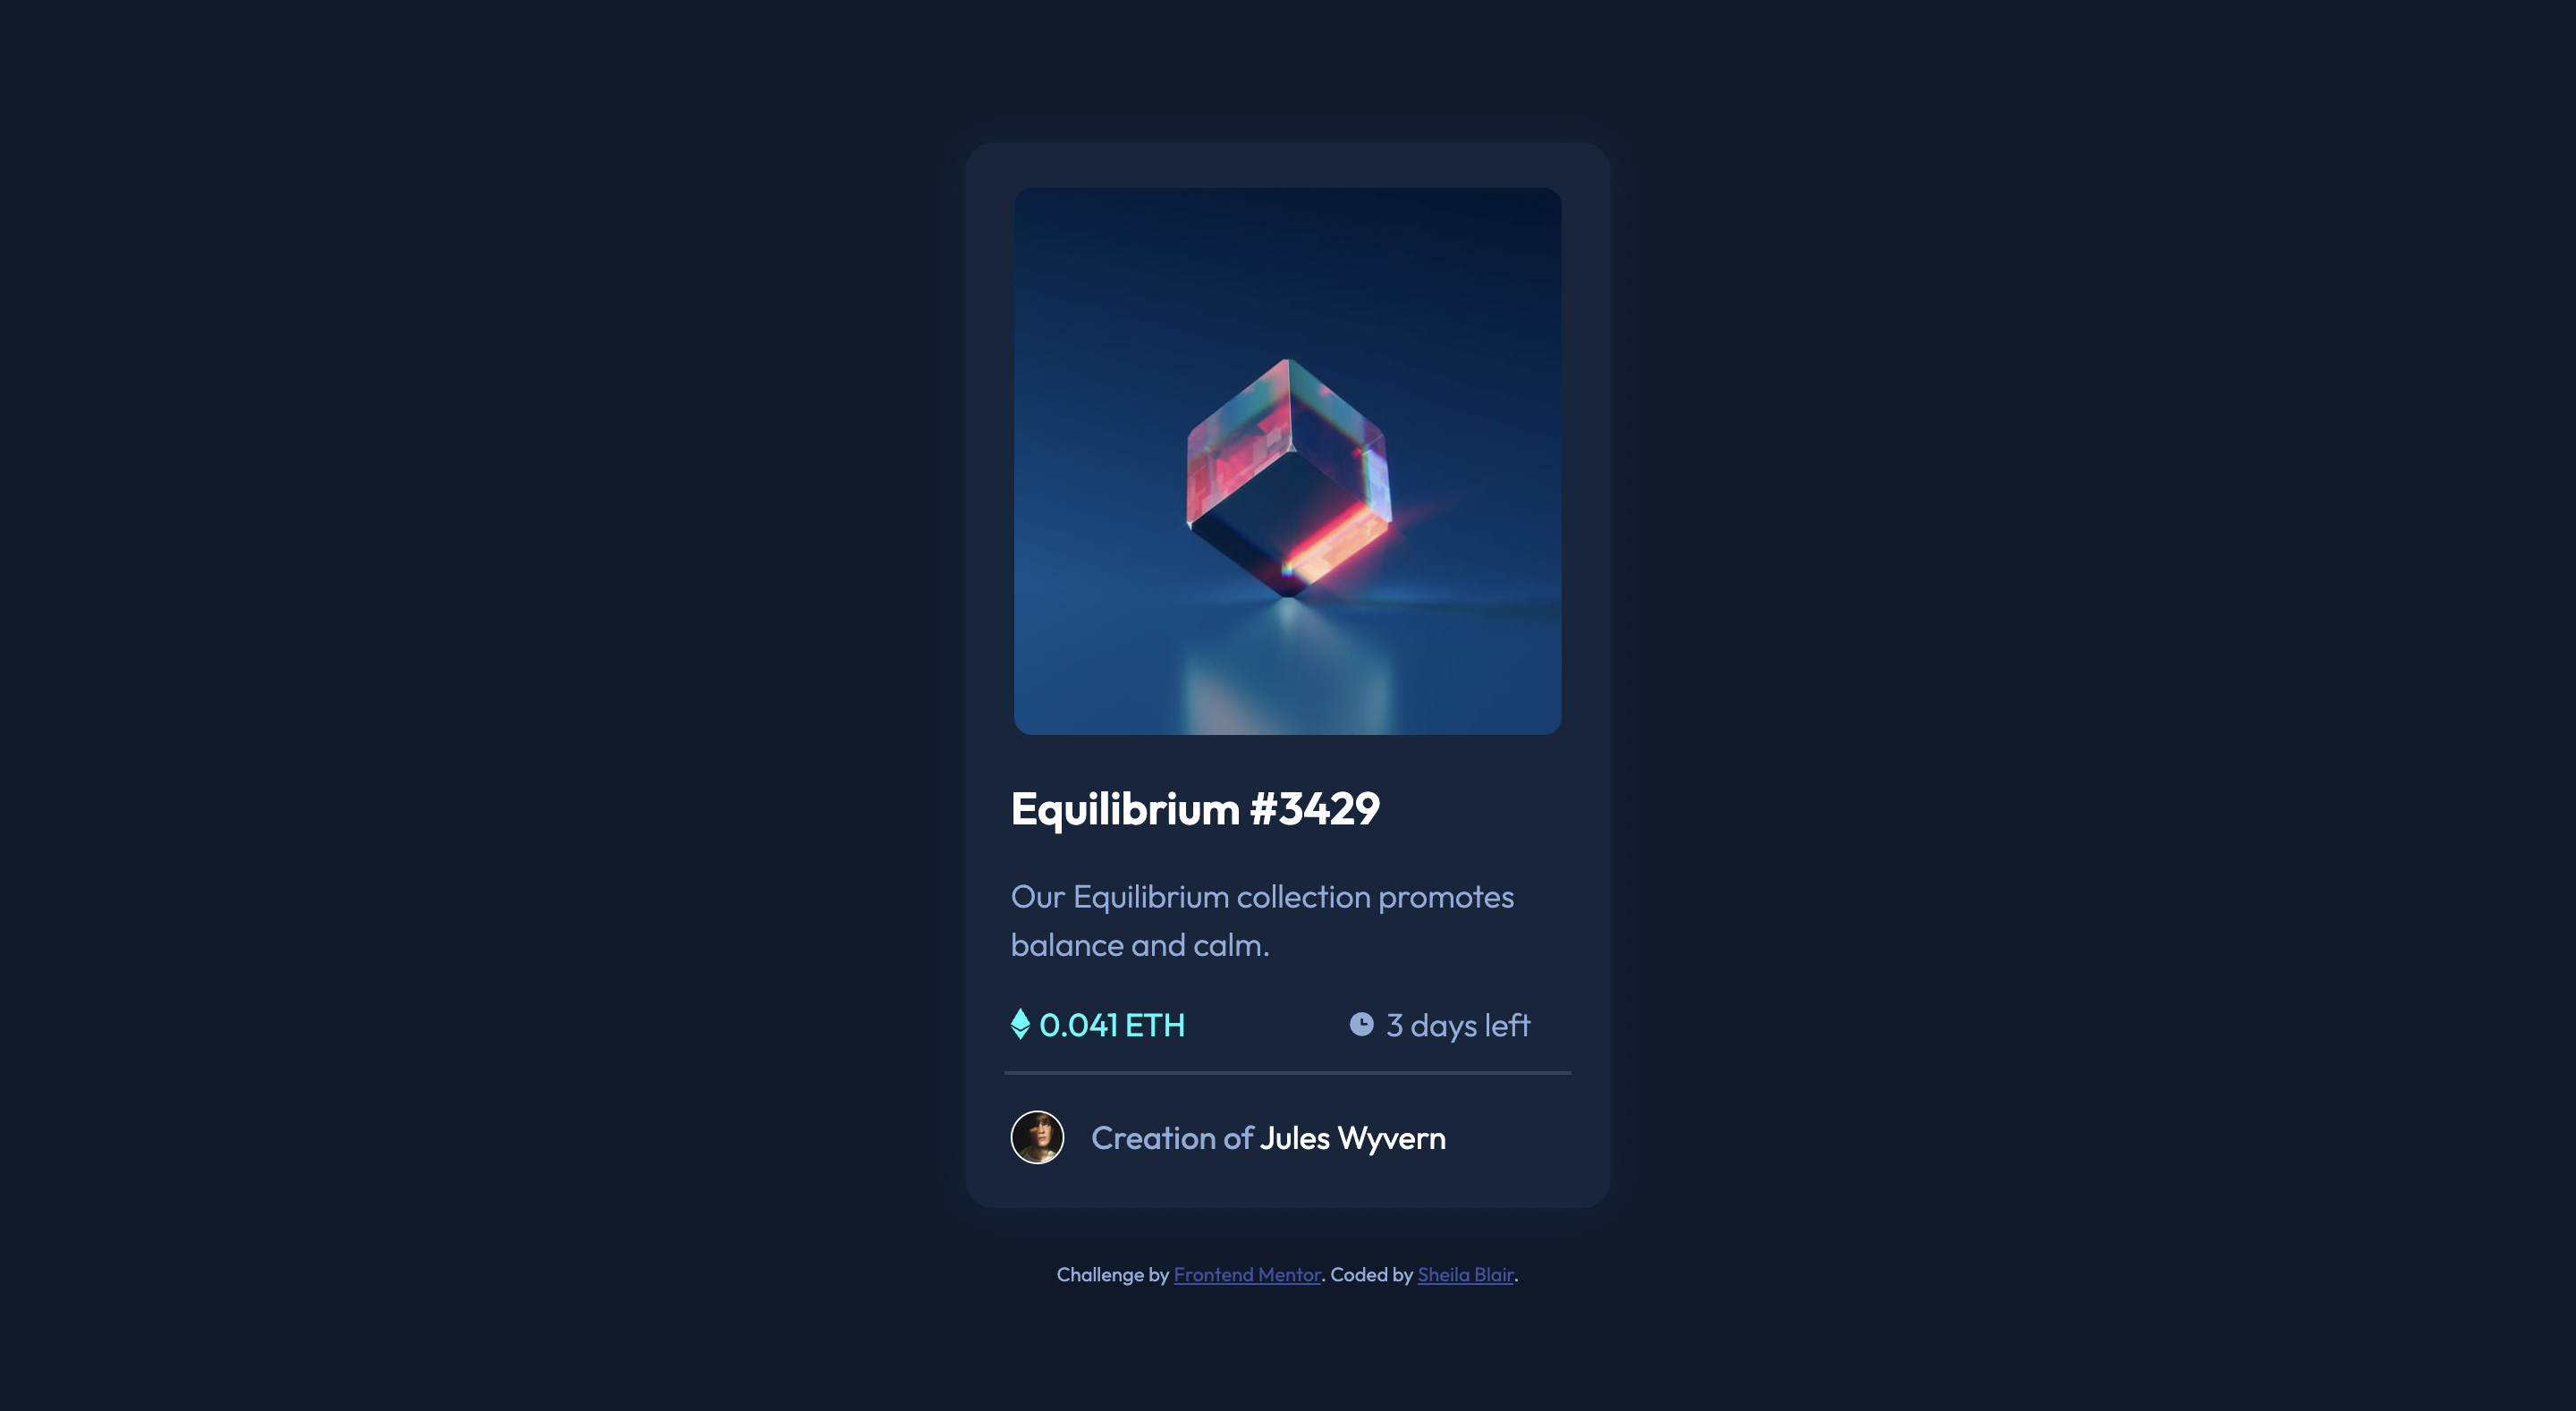 Equilibrium #3429
Our Equilibrium collection promotes
balance and calm.
0.041 ETH
3 days left
Creation of Jules Wyvern
Challenge by Frontend Mentor. Coded by Sheila Blair.